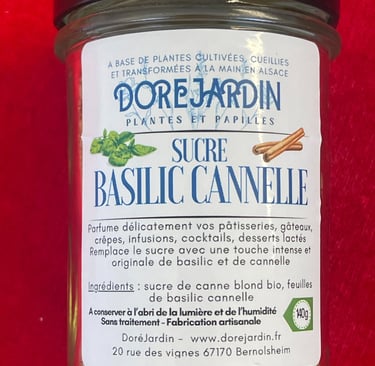 A BASE DE PLANTES CULTIVÉES, CUEILLIES
ET TRANSFORMÉES À LA MAIN EN ALSACE
DORÉJARDIN
PLANTES ET PAPILLES
SUCRE
BASILIC CANNELLE
Parfume délicatement vos pâtisseries, gâteaux,
crêpes, infusions, cocktails, desserts lactés
Remplace le sucre avec une touche intense et
originale de basilic et de cannelle
Ingrédients : sucre de canne blond bio, feuilles
de basilic cannelle
A conserver à l'abri de la lumière et de l'humidité
Sans traitement - Fabrication artisanale
140g
DoréJardin - www.dorejardin.fr
20 rue des vignes 67170 Bernolsheim